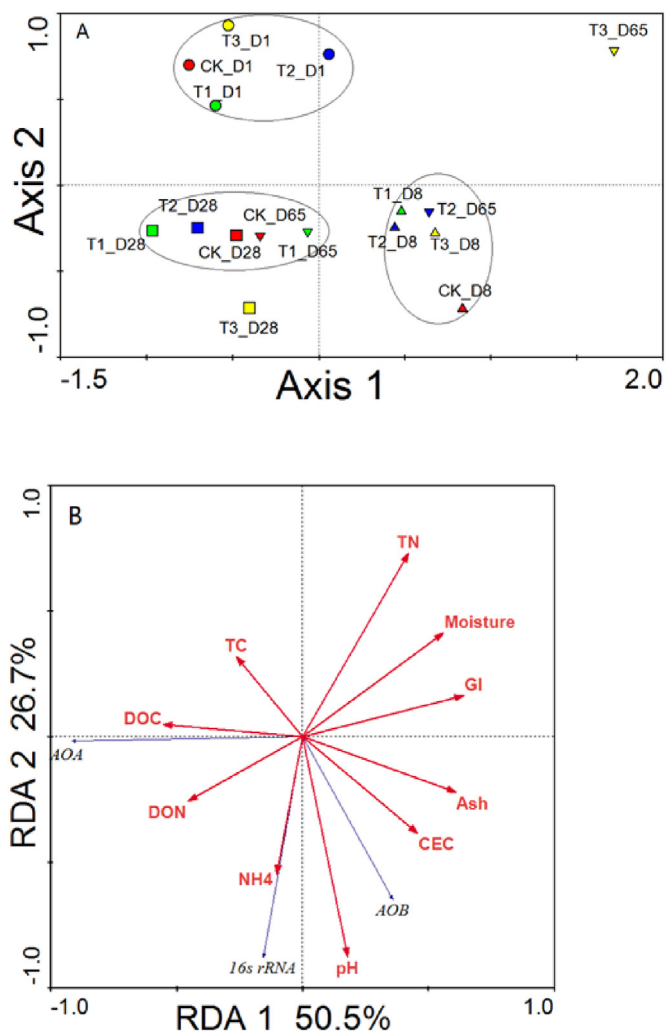 1.0
A
T3_D1
T3_D65
CK_D1
T2_D1
T1_D1
Axis 2
T1_D8
T2_D28
T2_D65
CK_D65
T1_D28
CK_D28
T1_D65
T2_D8
T3_D8
T3_D28
CK_D8
-1.0
-1.5
Axis 1
2.0
1.0
B
TN
Moisture
TC
GI
DOC
AOA
RDA 2 26.7%
DON
Ash
CEC
NH4
AOB
16s rRNA
pH
-1.0
-1.0
RDA 1 50.5%
1.0